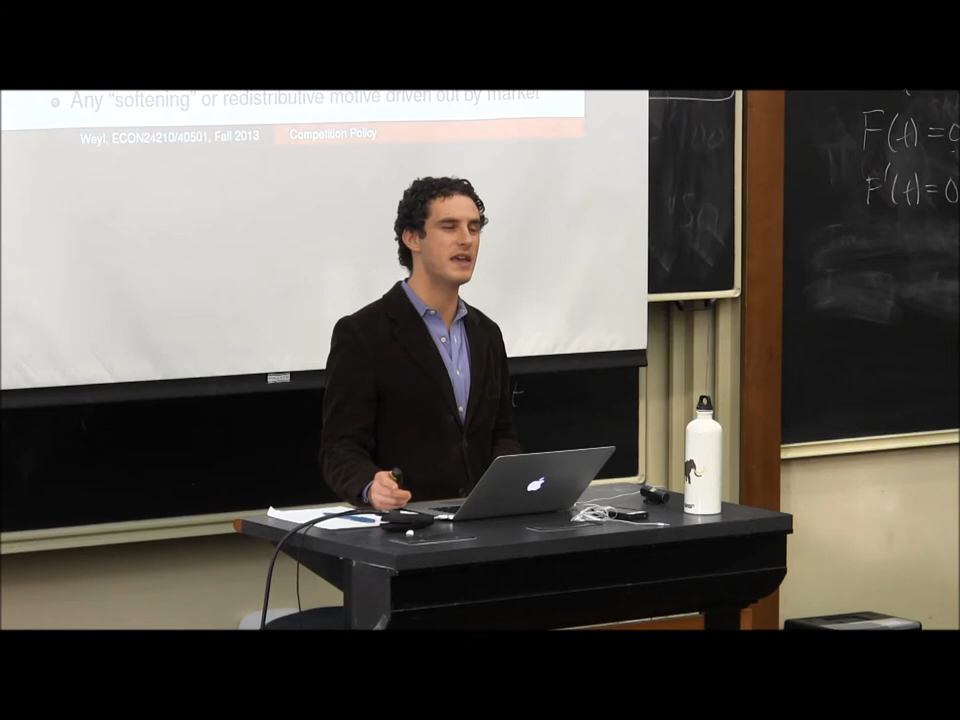 Any "softening" or redistributive motive driven out by market
Weyl, ECON24210/40501, Fall 2013
Competition Policy
F(t) =
F'(t) = 0